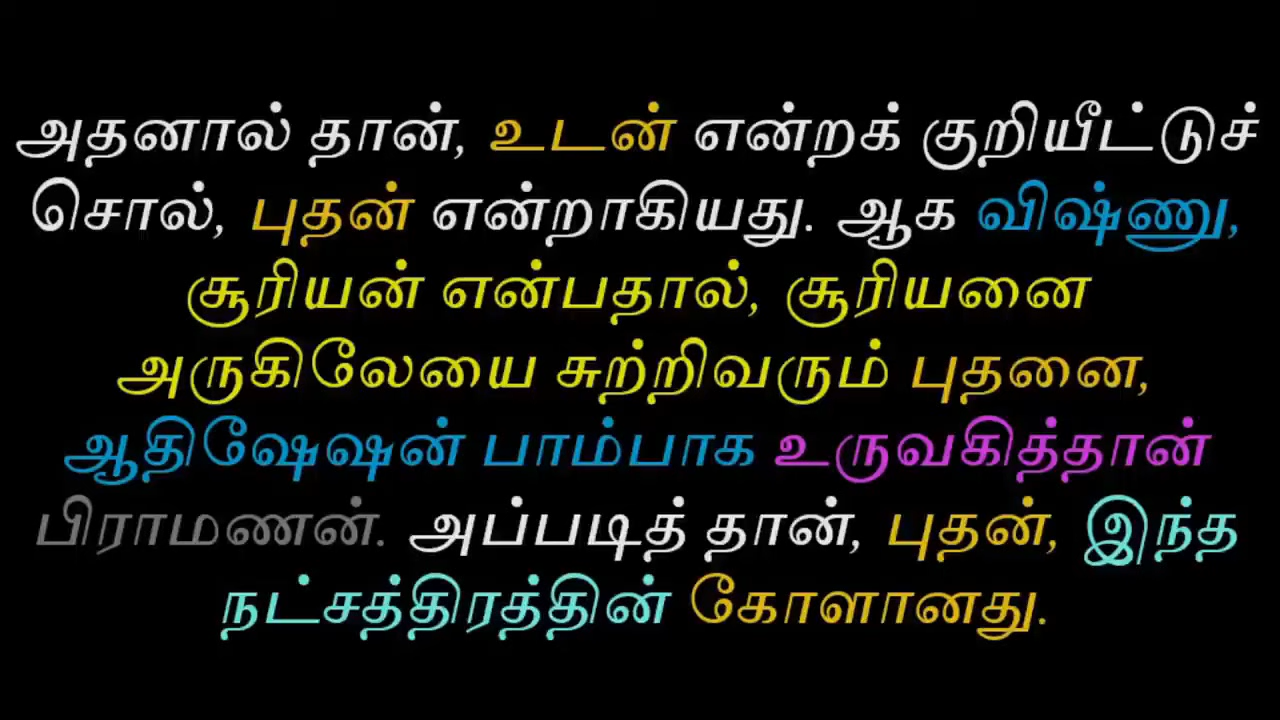 அதனால் தான், உடன் என்றக் குறியீட்டுச்
சொல், புதன் என்றாகியது. ஆக விஷ்ணு,
சூரியன் என்பதால், சூரியனை
அருகிலேயை சுற்றிவரும் புதனை,
ஆதிஷேஷன் பாம்பாக உருவகித்தான்
பிராமணன். அப்படித் தான், புதன், இந்த
நட்சத்திரத்தின் கோளானது.